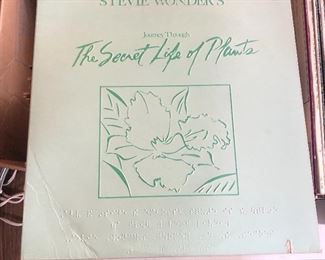 STEVIE WONDER'S
Journey Through
The Secret Life of Plants